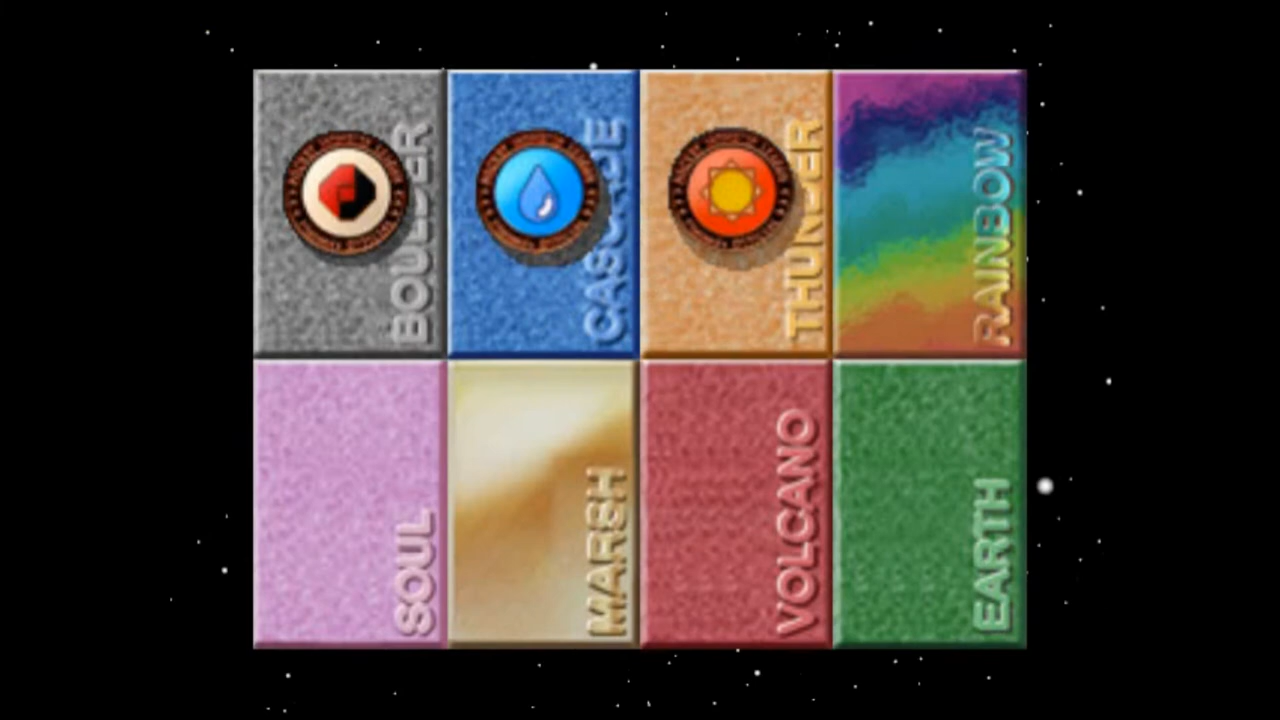 BOULDER
CASCADE
THUNDER
RAINBOW
SOUL
MARSH
VOLCANO
EARTH